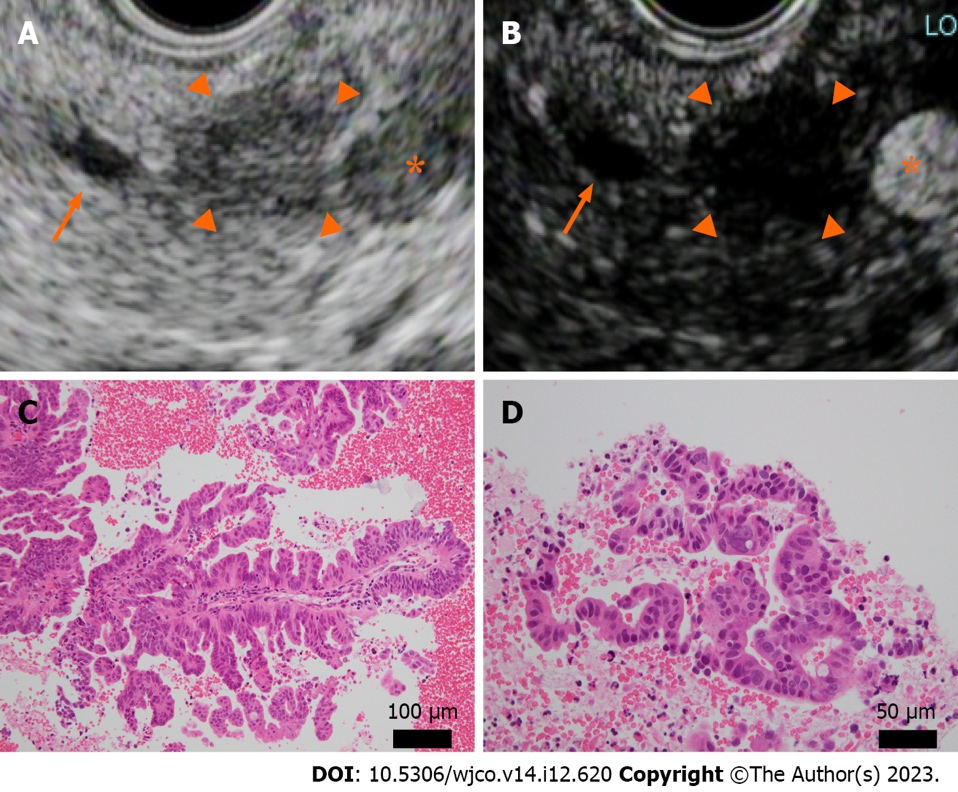 A
B
LO
*
*
C
D
100 µm
50 µm
DOI: 10.5306/wjco.v14.i12.620 Copyright ©The Author(s) 2023.